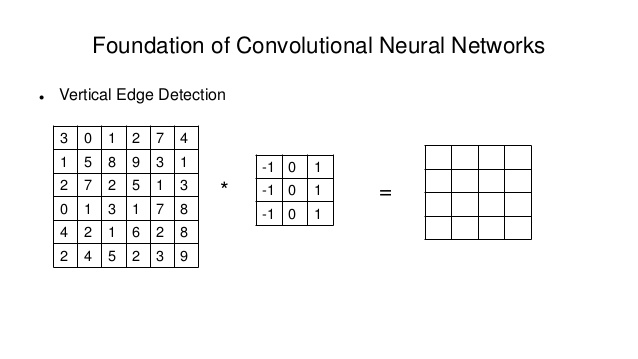 Foundation of Convolutional Neural Networks
• Vertical Edge Detection
3 0 1 2 7 4
1 5 8 9 3 1
2 7 2 5 1 3
0 1 3 1 7 8
4 2 1 6 2 8
2 4 5 2 3 9
*
-1 0 1
-1 0 1
-1 0 1
=